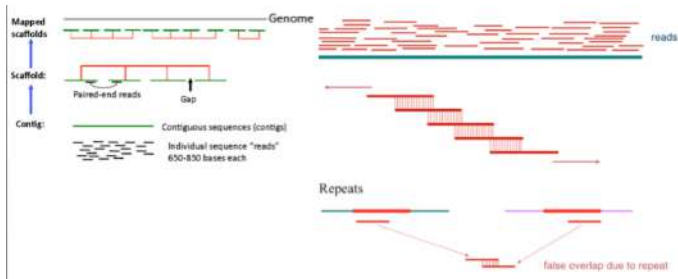 Genome
Mapped
scaffolds
Scaffold:
Paired-end reads
Gap
Contig:
Contiguous sequences (contigs)
Individual sequence "reads"
650-850 bases each
reads
Repeats
false overlap due to repeat